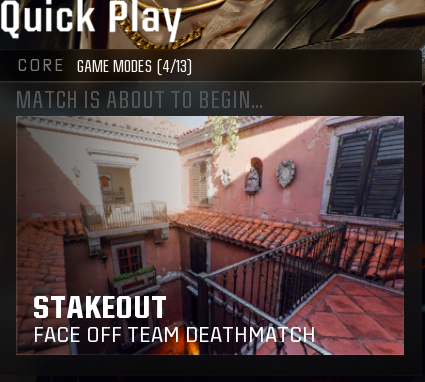 Quick Play
CORE GAME MODES (4/13)
MATCH IS ABOUT TO BEGIN...
STAKEOUT
FACE OFF TEAM DEATHMATCH